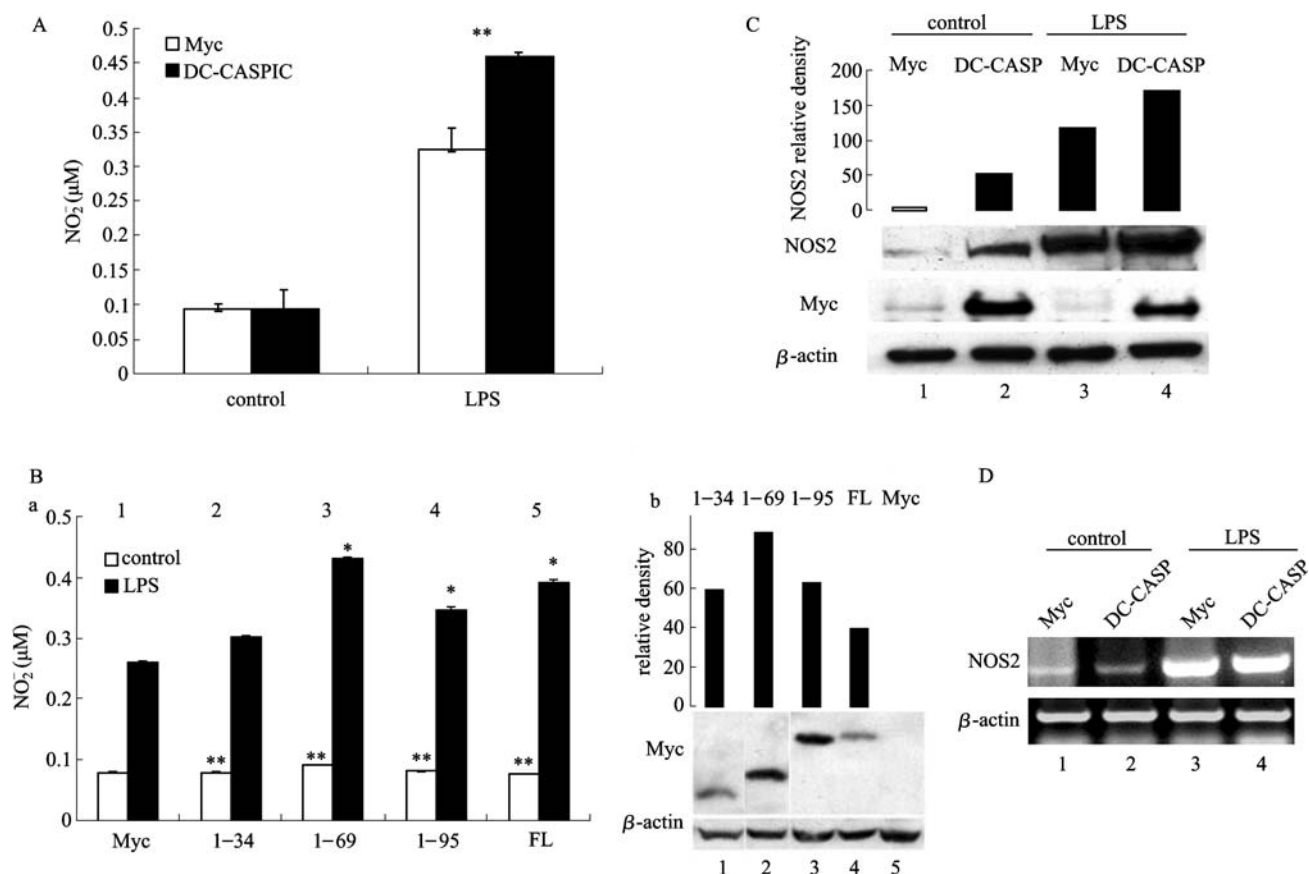 A
0.5
0.45
0.4
0.35
0.3
0.25
0.2
0.15
0.1
0.05
0
NO₂⁻ (µM)
Myc
DC-CASPIC
**
control
LPS
C
control
LPS
Myc
DC-CASP
Myc
DC-CASP
200
150
100
50
0
NOS2 relative density
NOS2
Myc
β-actin
1 2 3 4
B
a
1 2 3 4 5
0.5
0.4
0.3
0.2
0.1
0
NO₂⁻ (µM)
control
LPS
* * *
** ** ** **
Myc 1−34 1−69 1−95 FL
b
1−34 1−69 1−95 FL Myc
80
60
40
20
0
relative density
Myc
β-actin
1 2 3 4 5
D
control
LPS
Myc
DC-CASP
Myc
DC-CASP
NOS2
β-actin
1 2 3 4